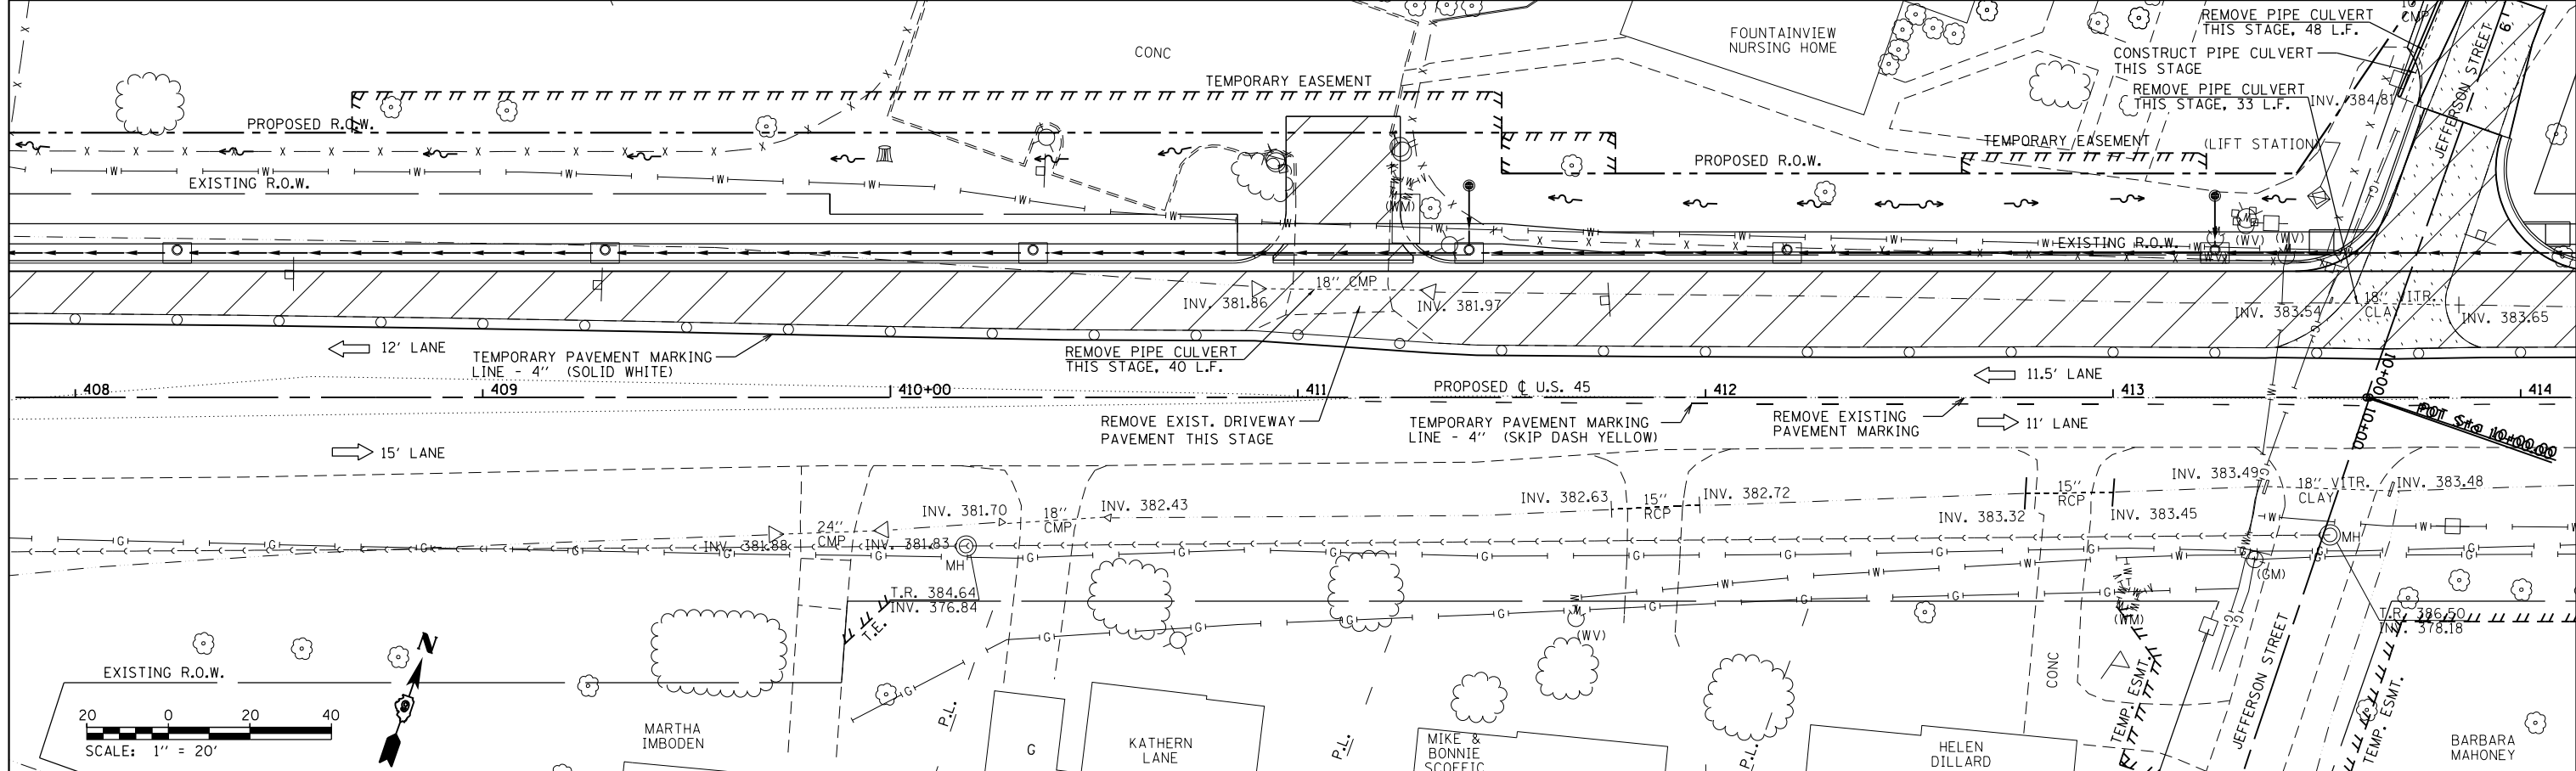 REMOVE PIPE CULVERT
THIS STAGE, 48 L.F.
CMP
19
FOUNTAINVIEW
NURSING HOME
CONC
CONSTRUCT PIPE CULVERT
THIS STAGE
JEFFERSON STREET
TEMPORARY EASEMENT
REMOVE PIPE CULVERT
THIS STAGE, 33 L.F.
INV. 384.81
PROPOSED R.O.W.
TEMPORARY EASEMENT
(LIFT STATION)
PROPOSED R.O.W.
EXISTING R.O.W.
(WM)
EXISTING R.O.W.
(WV)
(WV)
18" CMP
INV. 381.86
INV. 381.97
18" VITR.
CLAY
INV. 383.54
INV. 383.65
12' LANE
TEMPORARY PAVEMENT MARKING
LINE - 4" (SOLID WHITE)
REMOVE PIPE CULVERT
THIS STAGE, 40 L.F.
11.5' LANE
408
409
410+00
411
PROPOSED ℄ U.S. 45
412
413
414
10+00
10+00
POT Sta 10+00.00
REMOVE EXIST. DRIVEWAY
PAVEMENT THIS STAGE
TEMPORARY PAVEMENT MARKING
LINE - 4" (SKIP DASH YELLOW)
REMOVE EXISTING
PAVEMENT MARKING
11' LANE
15' LANE
INV. 381.70
18"
CMP
INV. 382.43
INV. 382.63
15"
RCP
INV. 382.72
INV. 383.32
15"
RCP
INV. 383.45
INV. 383.49
18" VITR.
CLAY
INV. 383.48
24"
CMP
INV. 381.88
INV. 381.83
MH
MH
(GM)
T.R. 384.64
INV. 376.84
T.E.
(WV)
(WM)
T.R. 386.50
INV. 378.18
EXISTING R.O.W.
N
20 0 20 40
SCALE: 1" = 20'
MARTHA
IMBODEN
P.L.
G
KATHERN
LANE
P.L.
MIKE &
BONNIE
P.L.
HELEN
DILLARD
CONC
TEMP. ESMT.
JEFFERSON STREET
TEMP. ESMT.
BARBARA
MAHONEY